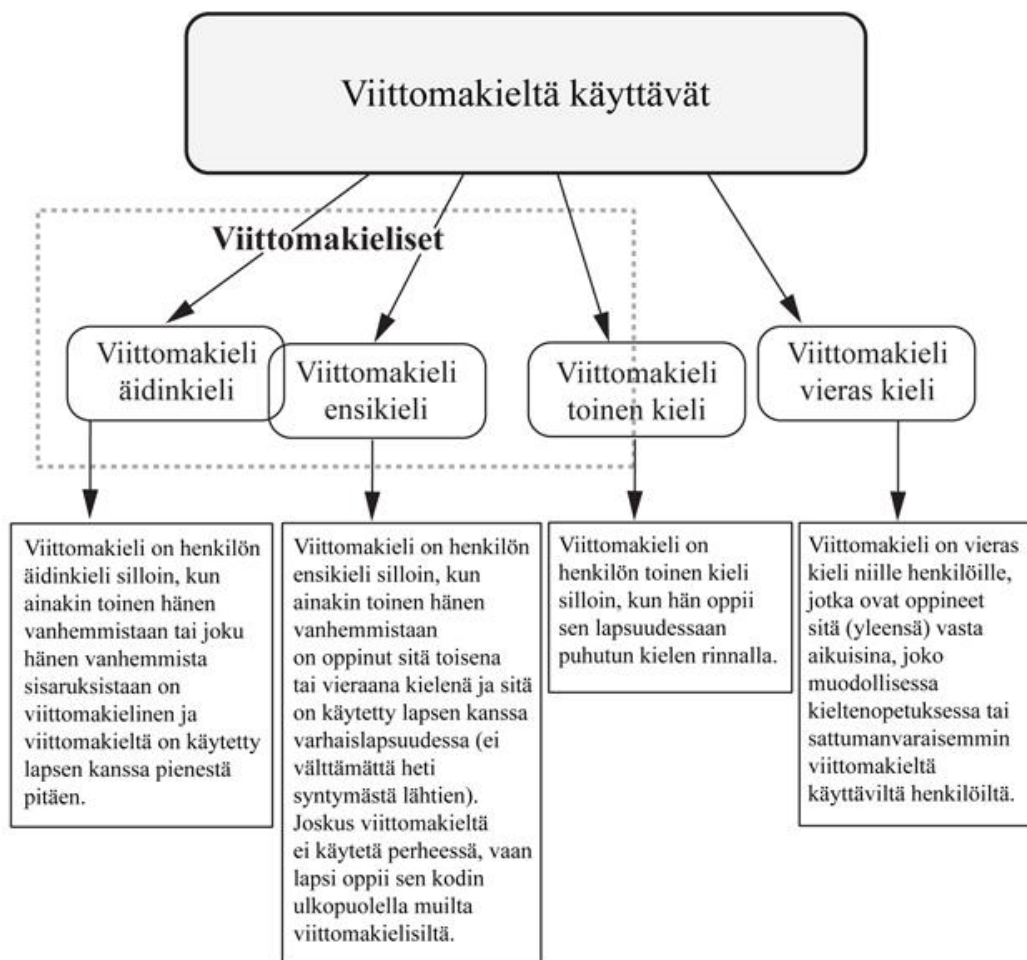 Viittomakieltä käyttävät
Viittomakieliset
Viittomakieli
äidinkieli
Viittomakieli
ensikieli
Viittomakieli
toinen kieli
Viittomakieli
vieras kieli
Viittomakieli on henkilön
äidinkieli silloin, kun
ainakin toinen hänen
vanhemmistaan tai joku
hänen vanhemmista
sisaruksistaan on
viittomakielinen ja
viittomakieltä on käytetty
lapsen kanssa pienestä
pitäen.
Viittomakieli on henkilön
ensikieli silloin, kun
ainakin toinen hänen
vanhemmistaan
on oppinut sitä toisena
tai vieraana kielenä ja sitä
on käytetty lapsen kanssa
varhaislapsuudessa (ei
välttämättä heti
syntymästä lähtien).
Joskus viittomakieltä
ei käytetä perheessä, vaan
lapsi oppii sen kodin
ulkopuolella muilta
viittomakielisiltä.
Viittomakieli on
henkilön toinen kieli
silloin, kun hän oppii
sen lapsuudessaan
puhutun kielen rinnalla.
Viittomakieli on vieras
kieli niille henkilöille,
jotka ovat oppineet
sitä (yleensä) vasta
aikuisina, joko
muodollisessa
kieltenopetuksessa tai
sattumanvaraisemmin
viittomakieltä
käyttäviltä henkilöiltä.